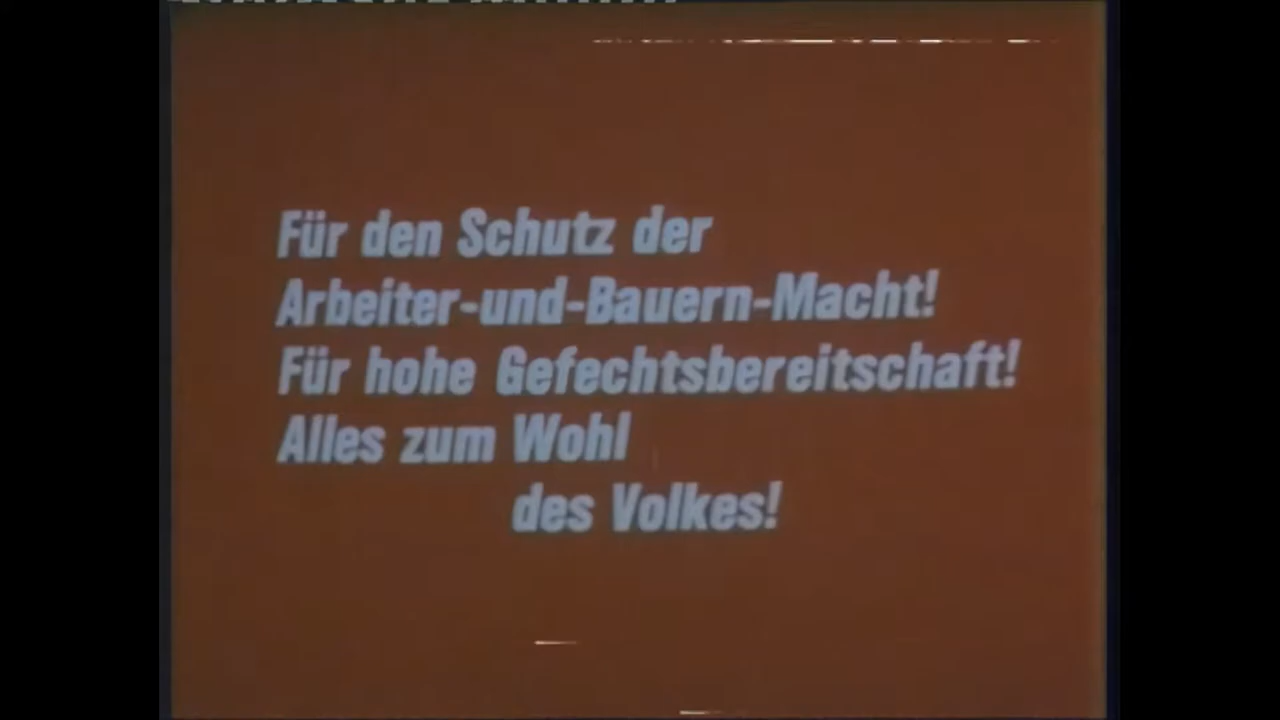 Für den Schutz der
Arbeiter-und-Bauern-Macht!
Für hohe Gefechtsbereitschaft!
Alles zum Wohl
des Volkes!